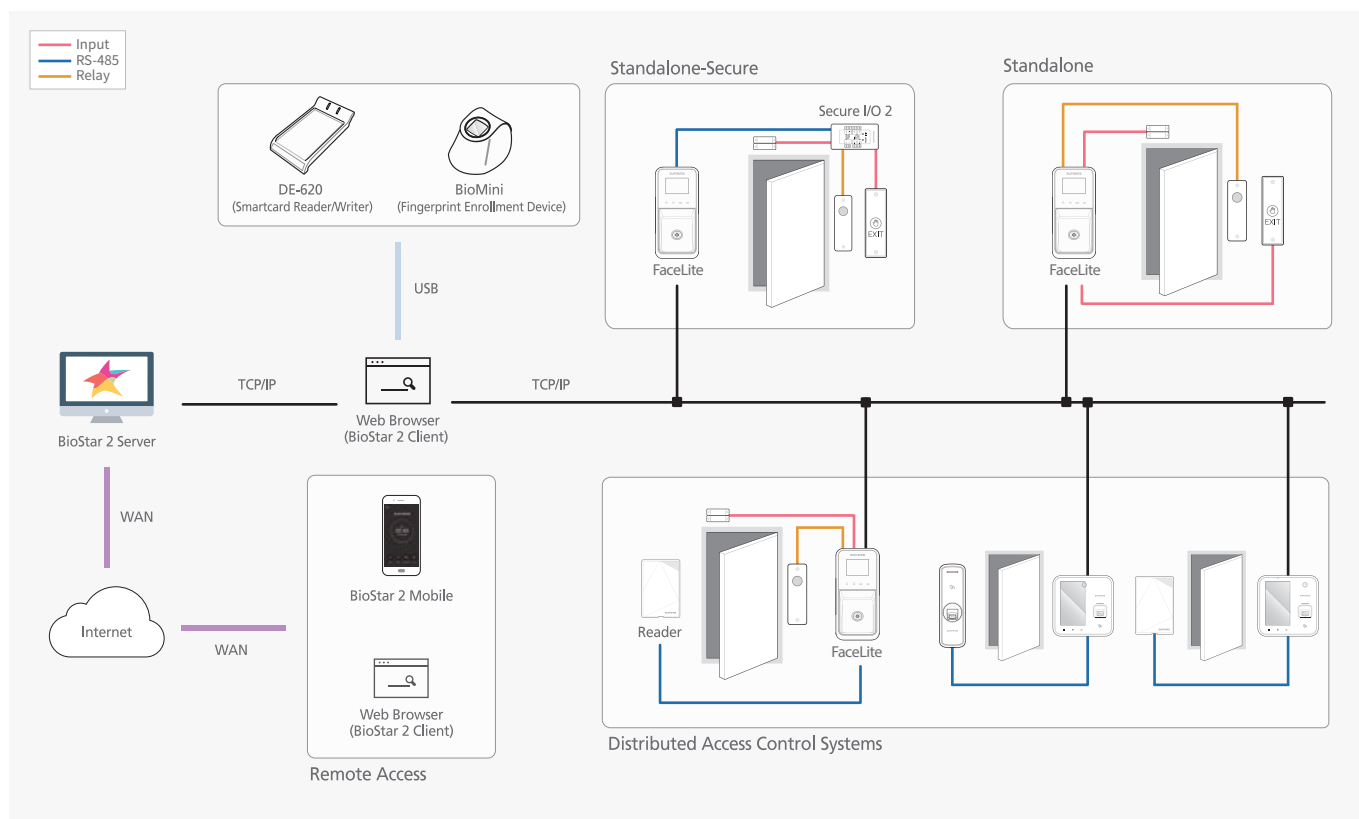 Input
RS-485
Relay
DE-620
(Smartcard Reader/Writer)
BioMini
(Fingerprint Enrollment Device)
USB
Standalone-Secure
Secure I/O 2
EXIT
FaceLite
Standalone
EXIT
FaceLite
BioStar 2 Server
TCP/IP
Web Browser
(BioStar 2 Client)
TCP/IP
WAN
Internet
WAN
BioStar 2 Mobile
Web Browser
(BioStar 2 Client)
Remote Access
Reader
FaceLite
Distributed Access Control Systems